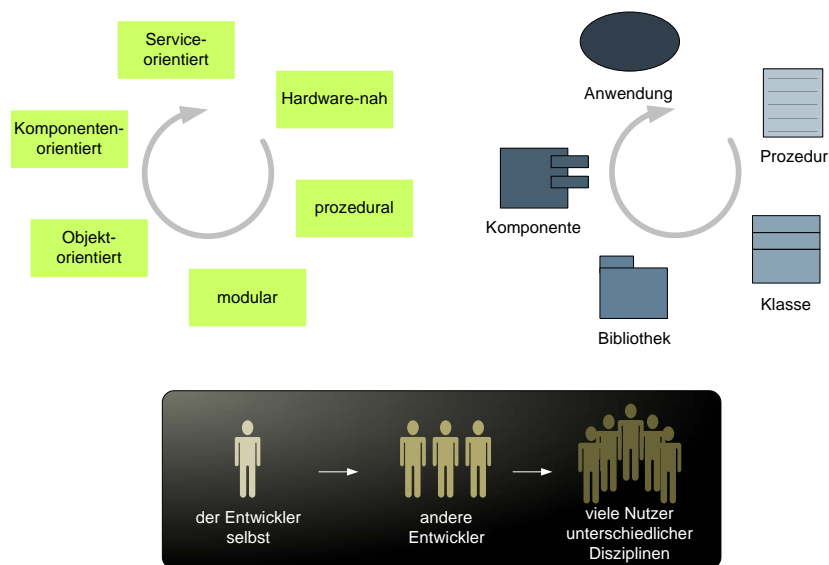 Service-
orientiert
Hardware-nah
prozedural
modular
Objekt-
orientiert
Komponenten-
orientiert
Anwendung
Prozedur
Klasse
Bibliothek
Komponente
der Entwickler
selbst
andere
Entwickler
viele Nutzer
unterschiedlicher
Disziplinen